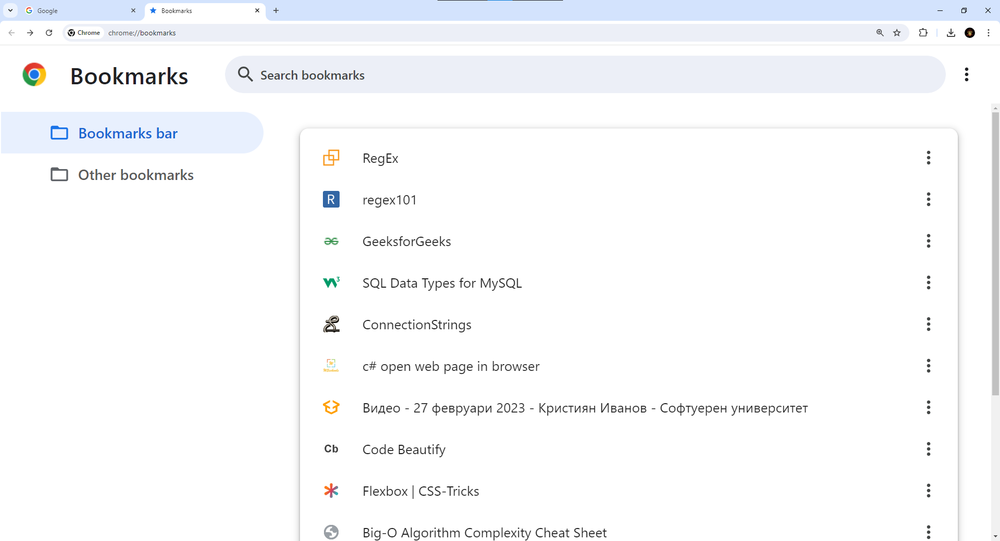 Google
Bookmarks
Chrome
chrome://bookmarks
Bookmarks
Search bookmarks
Bookmarks bar
Other bookmarks
RegEx
R
regex101
GeeksforGeeks
3
SQL Data Types for MySQL
ConnectionStrings
c# open web page in browser
Видео - 27 февруари 2023 - Кристиян Иванов - Софтуерен университет
Cb
Code Beautify
Flexbox | CSS-Tricks
Big-O Algorithm Complexity Cheat Sheet